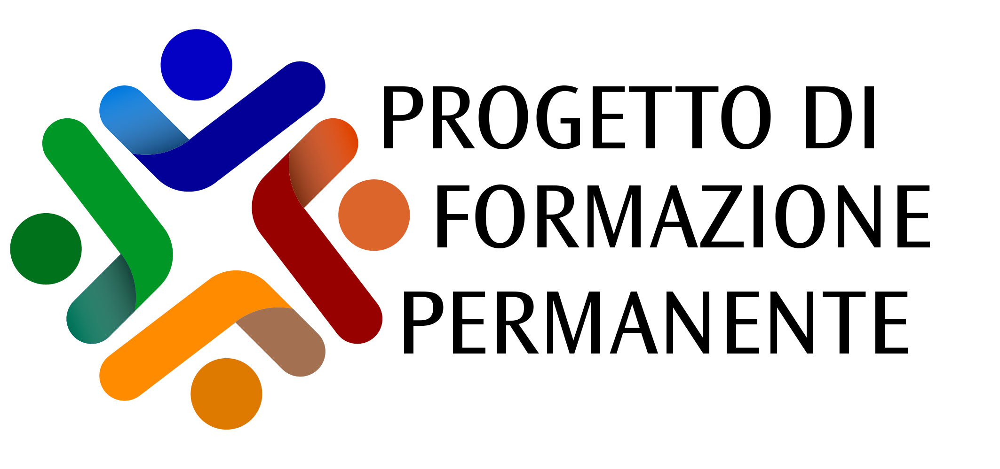 PROGETTO DI
FORMAZIONE
PERMANENTE